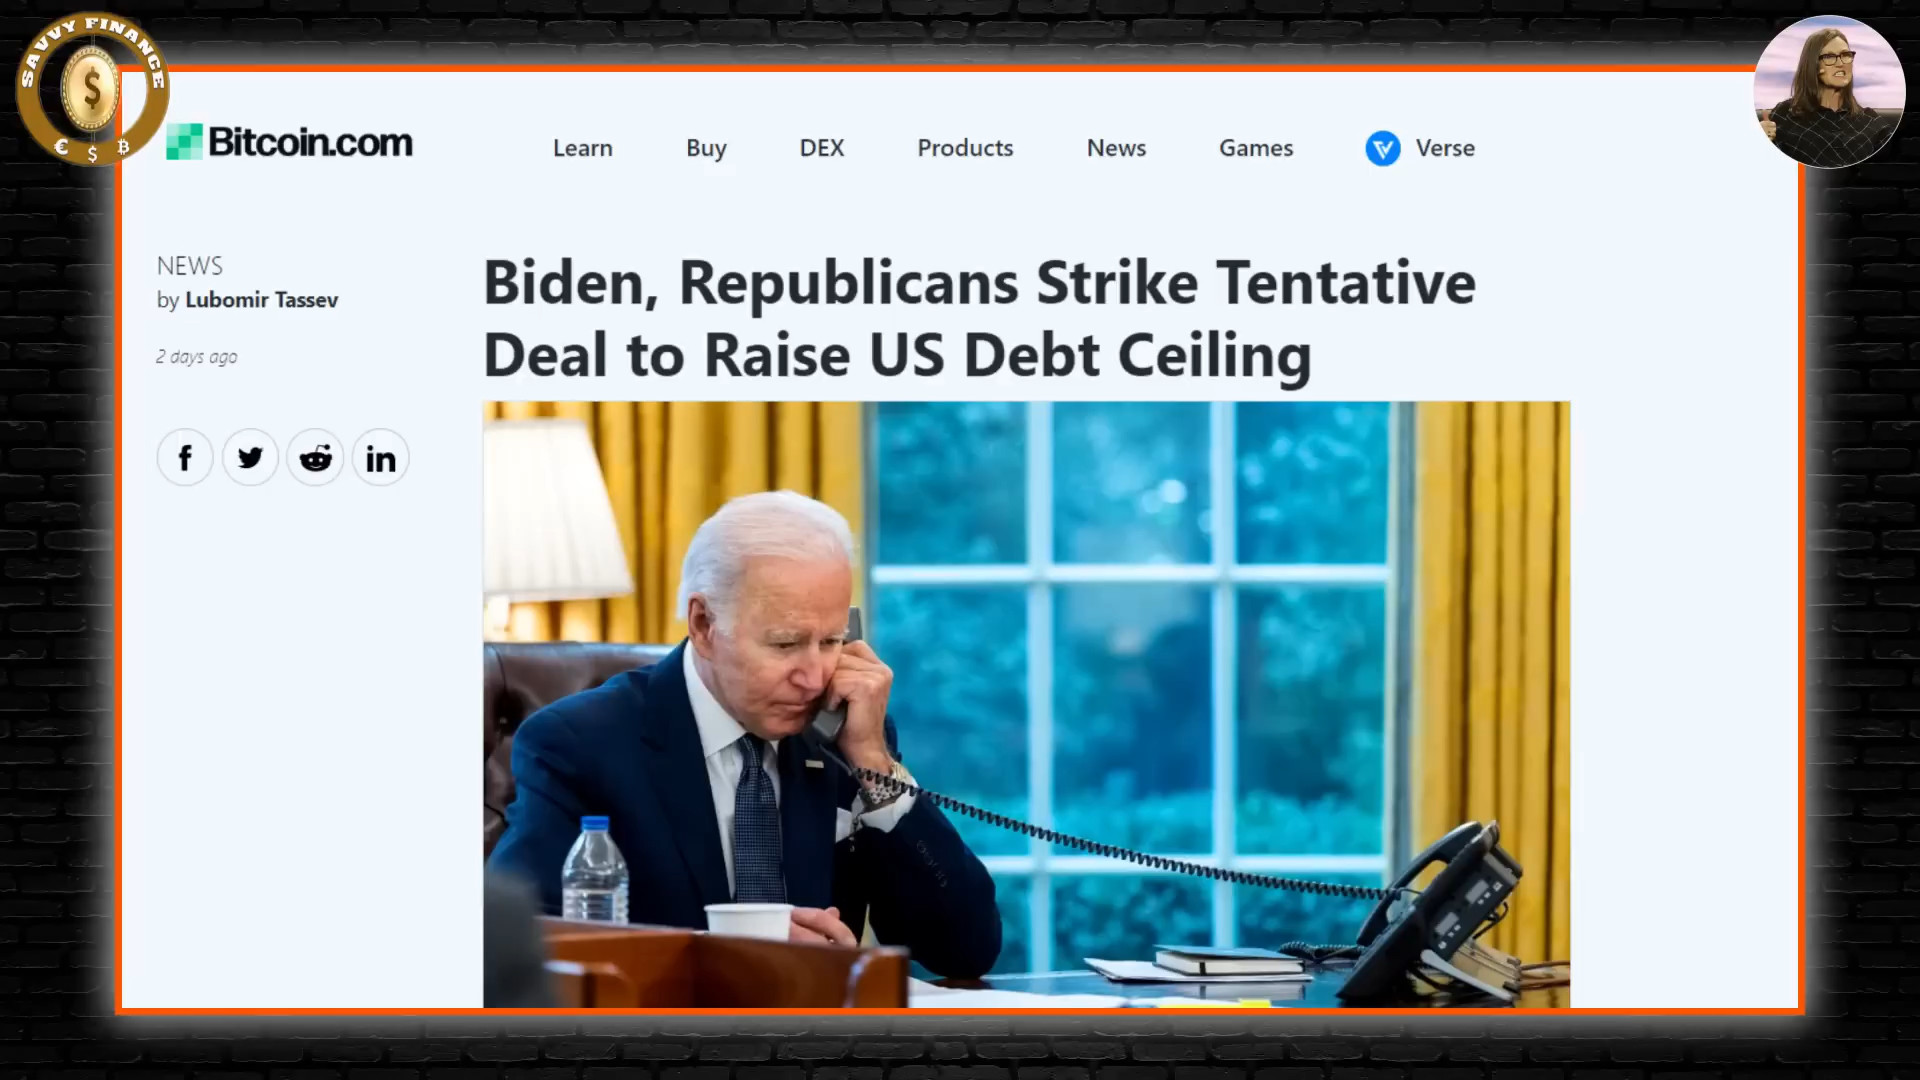 SAVVY FINANCE
$
€ $ ₿
Bitcoin.com
Learn
Buy
DEX
Products
News
Games
Verse
NEWS
by Lubomir Tassev
2 days ago
f
in
Biden, Republicans Strike Tentative
Deal to Raise US Debt Ceiling